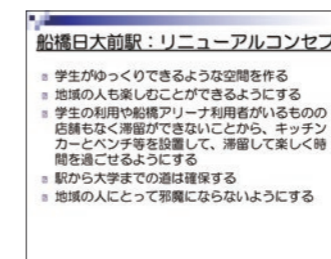 船橋日大前駅：リニューアルコンセプ
学生がゆっくりできるような空間を作る
地域の人も楽しむことができるようにする
学生の利用や船橋アリーナ利用者がいるものの
店舗もなく滞留ができないことから、キッチン
カーとベンチ等を設置して、滞留して楽しく時
間を過ごせるようにする
駅から大学までの道は確保する
地域の人にとって邪魔にならないようにする